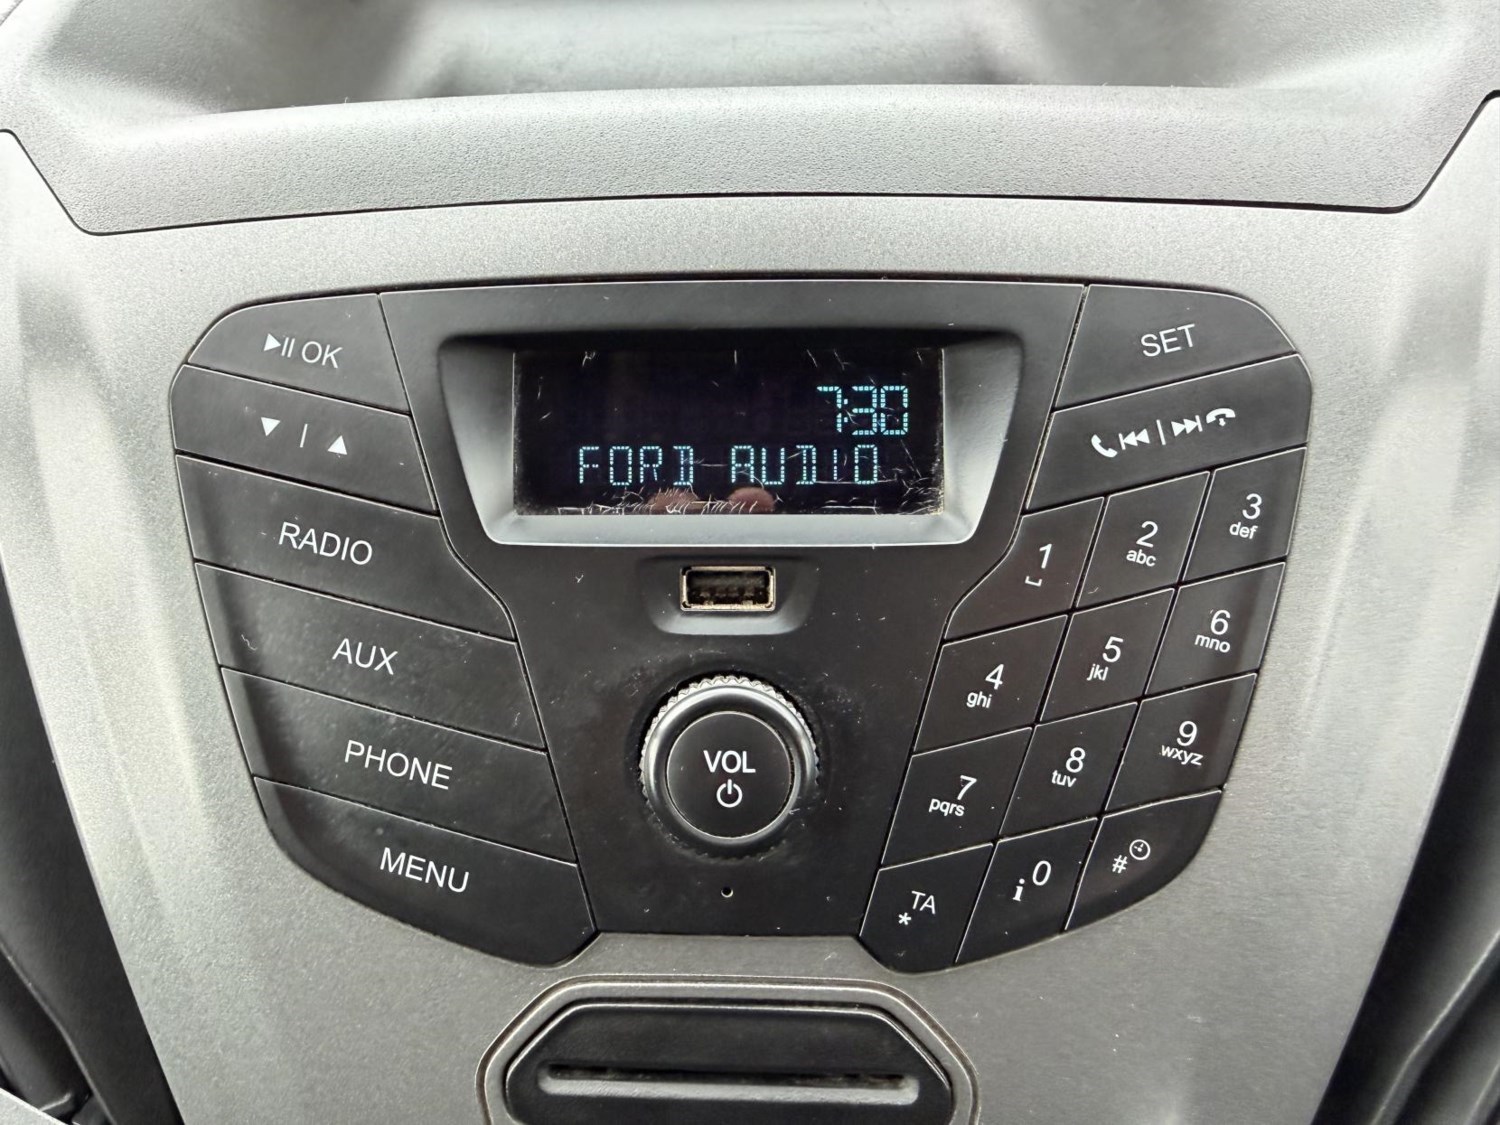 7:30
FORD AUDIO
OK
RADIO
AUX
PHONE
MENU
VOL
SET
1
2
abc
3
def
4
ghi
5
jkl
6
mno
7
pqrs
8
tuv
9
wxyz
TA
*
i 0
#